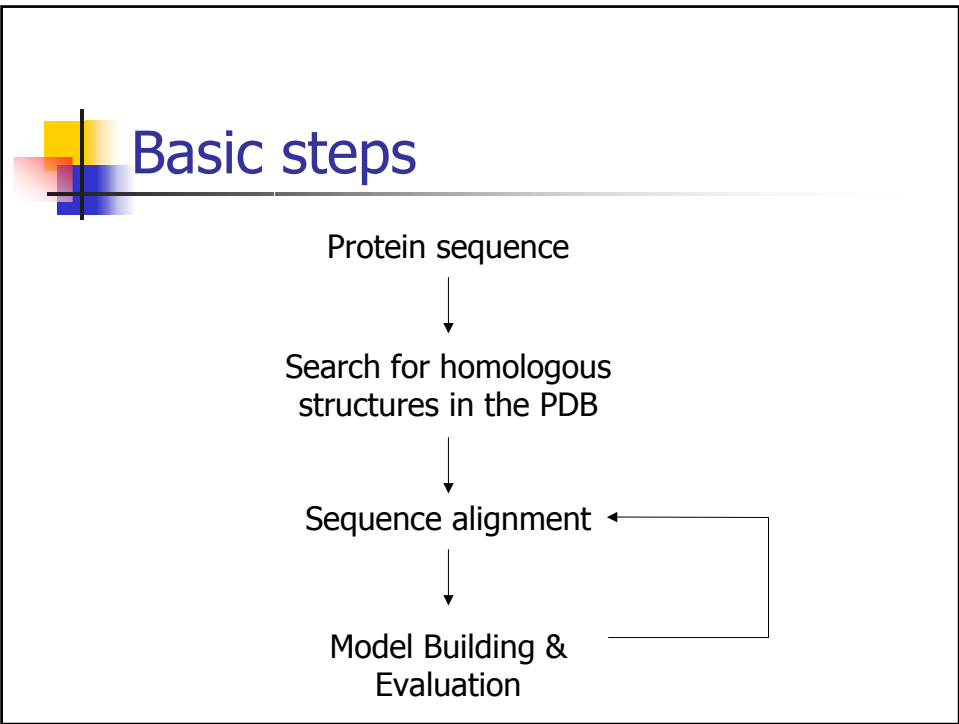 Basic steps
Protein sequence
Search for homologous
structures in the PDB
Sequence alignment
Model Building &
Evaluation